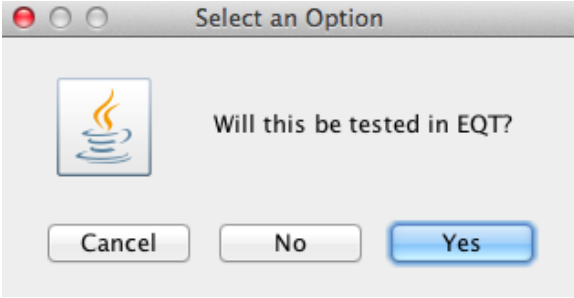 Select an Option
Will this be tested in EQT?
Cancel
No
Yes